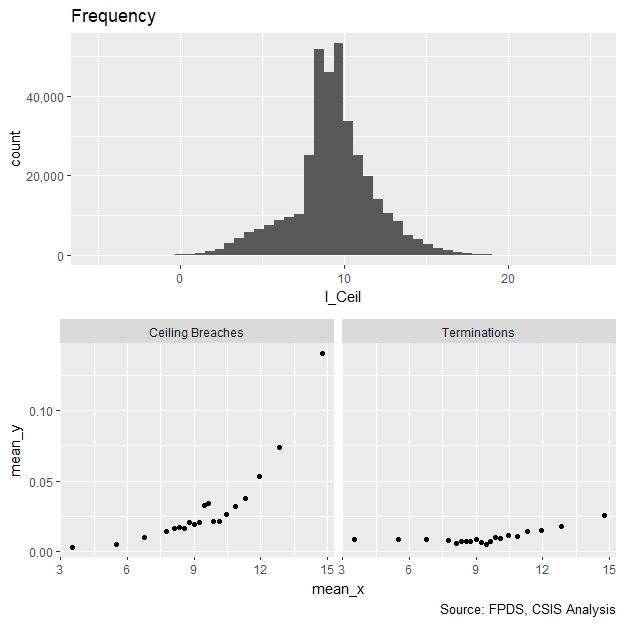 Frequency
40,000
20,000
0
count
0 10 20
l_Ceil
Ceiling Breaches Terminations
0.10
0.05
0.00
mean_y
3 6 9 12 15 3 6 9 12 15
mean_x
Source: FPDS, CSIS Analysis